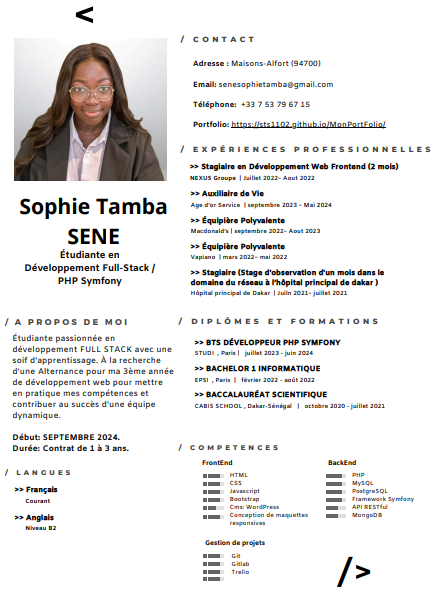 <
/ CONTACT
Adresse : Maisons-Alfort (94700)
Email: senesophietamba@gmail.com
Téléphone: +33 7 53 79 67 15
Portfolio: https://sts1102.github.io/MonPortFolio/
/ EXPÉRIENCES PROFESSIONNELLES
>> Stagiaire en Développement Web Frontend (2 mois)
NEXUS Groupe | Juillet 2022– Aout 2022
>> Auxiliaire de Vie
Age d'or Service | septembre 2023 - Mai 2024
>> Équipière Polyvalente
Macdonald's | septembre 2022– Aout 2023
>> Équipière Polyvalente
Vapiano | mars 2022– mai 2022
>> Stagiaire (Stage d'observation d'un mois dans le
domaine du réseau à l'hôpital principal de dakar )
Hôpital principal de Dakar | Juiln 2021– juillet 2021
Sophie Tamba
SENE
Étudiante en
Développement Full-Stack /
PHP Symfony
/ A PROPOS DE MOI
Étudiante passionnée en
développement FULL STACK avec une
soif d'apprentissage. À la recherche
d'une Alternance pour ma 3ème année
de développement web pour mettre
en pratique mes compétences et
contribuer au succès d'une équipe
dynamique.
Début: SEPTEMBRE 2024.
Durée: Contrat de 1 à 3 ans.
/ LANGUES
>> Français
Courant
>> Anglais
Niveau B2
/ DIPLÔMES ET FORMATIONS
>> BTS DÉVELOPPEUR PHP SYMFONY
STUDI , Paris | juillet 2023 - juin 2024
>> BACHELOR 1 INFORMATIQUE
EPSI , Paris | février 2022 - août 2022
>> BACCALAURÉAT SCIENTIFIQUE
CABIS SCHOOL , Dakar-Sénégal | octobre 2020 - juillet 2021
/ COMPETENCES
FrontEnd
HTML
CSS
Javascript
Bootstrap
Cms: WordPress
Conception de maquettes
responsives
BackEnd
PHP
MySQL
PostgreSQL
Framework Symfony
API RESTful
MongoDB
Gestion de projets
Git
Gitlab
Trello
/>